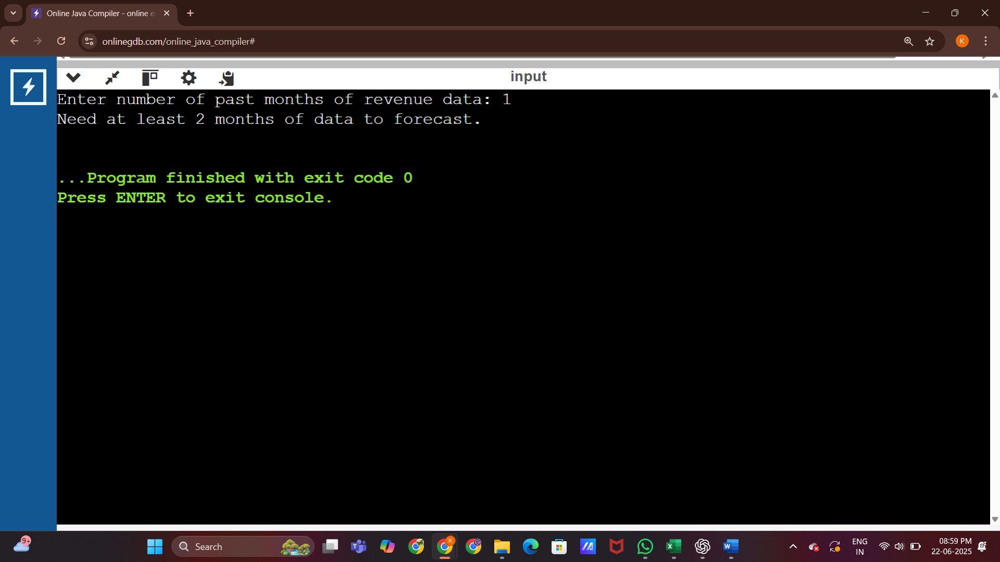 Online Java Compiler - online e
onlinegdb.com/online_java_compiler#
K
input
Enter number of past months of revenue data: 1
Need at least 2 months of data to forecast.
...Program finished with exit code 0
Press ENTER to exit console.
9+
Search
K
ENG
IN
08:59 PM
22-06-2025